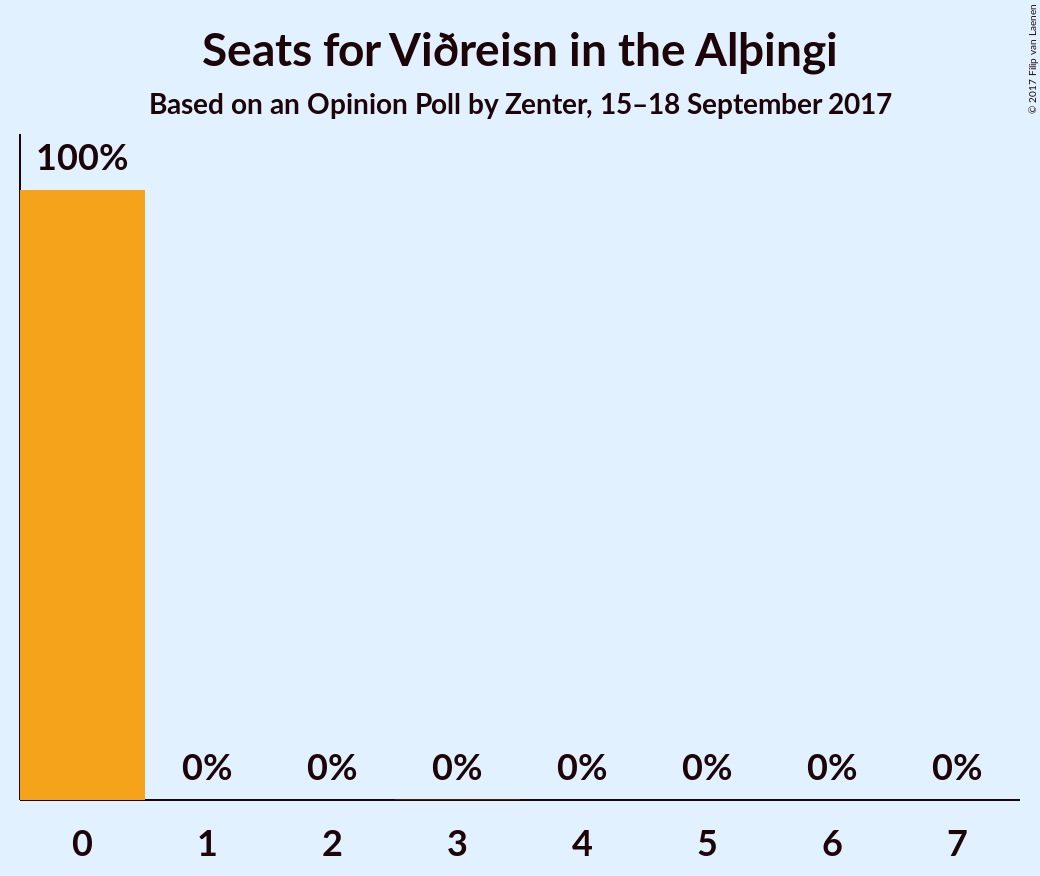 Seats for Viðreisn in the Alþingi
Based on an Opinion Poll by Zenter, 15–18 September 2017
© 2017 Filip van Laenen
100%
0% 0% 0% 0% 0% 0% 0%
0 1 2 3 4 5 6 7